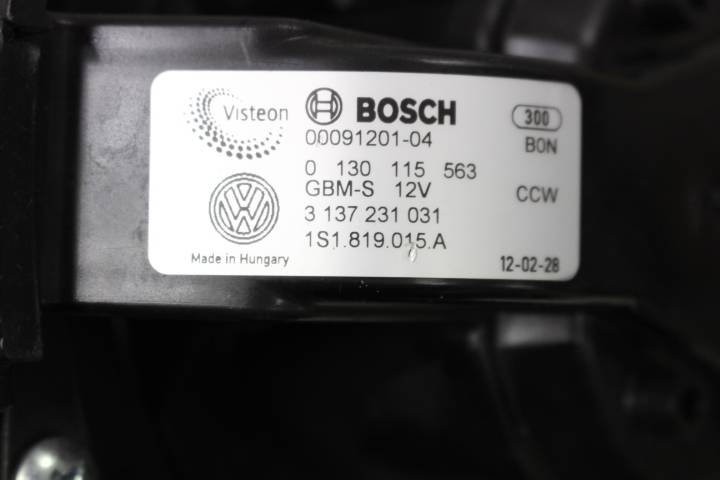 Visteon
BOSCH
300
00091201-04
BON
0 130 115 563
GBM-S 12V
CCW
3 137 231 031
1S1.819.015.A
Made in Hungary
12-02-28